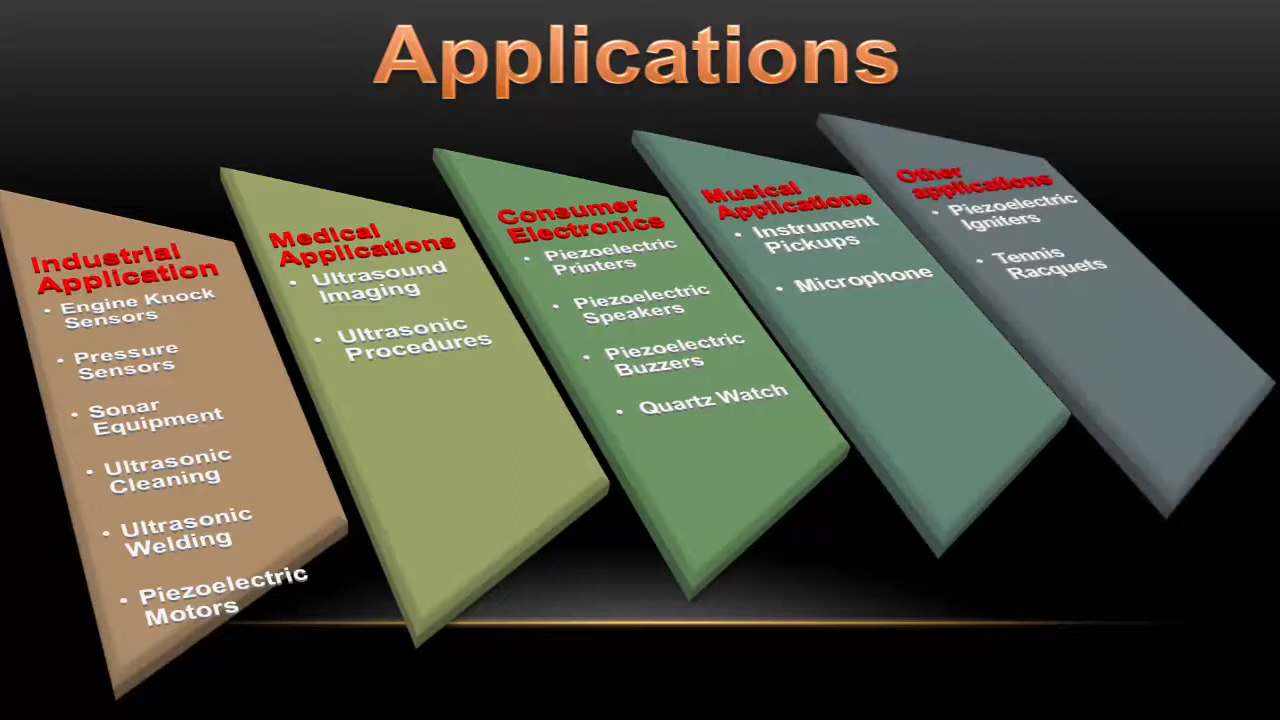 Applications
Industrial
Application
• Engine Knock
Sensors
• Pressure
Sensors
• Sonar
Equipment
• Ultrasonic
Cleaning
• Ultrasonic
Welding
• Piezoelectric
Motors
Medical
Applications
• Ultrasound
Imaging
• Ultrasonic
Procedures
Consumer
Electronics
• Piezoelectric
Printers
• Piezoelectric
Speakers
• Piezoelectric
Buzzers
• Quartz Watch
Musical
Applications
• Instrument
Pickups
• Microphone
Other
applications
• Piezoelectric
Igniters
• Tennis
Racquets